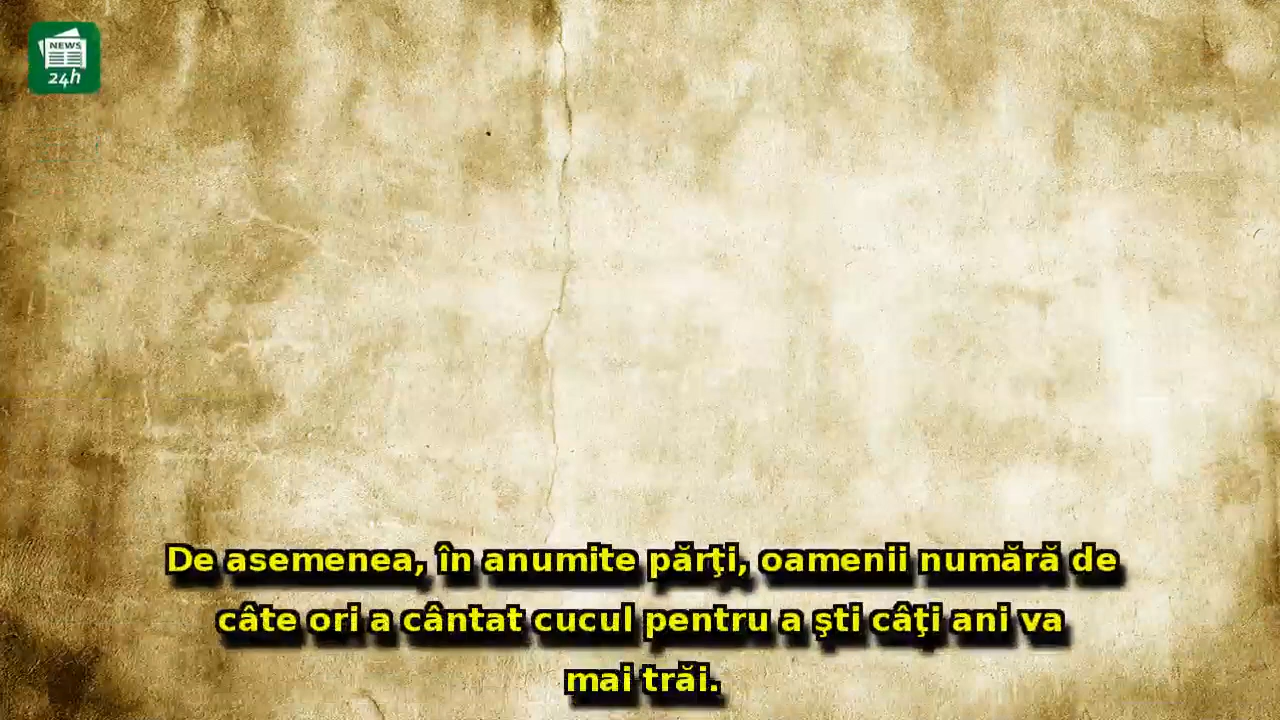 NEWS
24h
De asemenea, în anumite părţi, oamenii numără de
câte ori a cântat cucul pentru a şti câţi ani va
mai trăi.